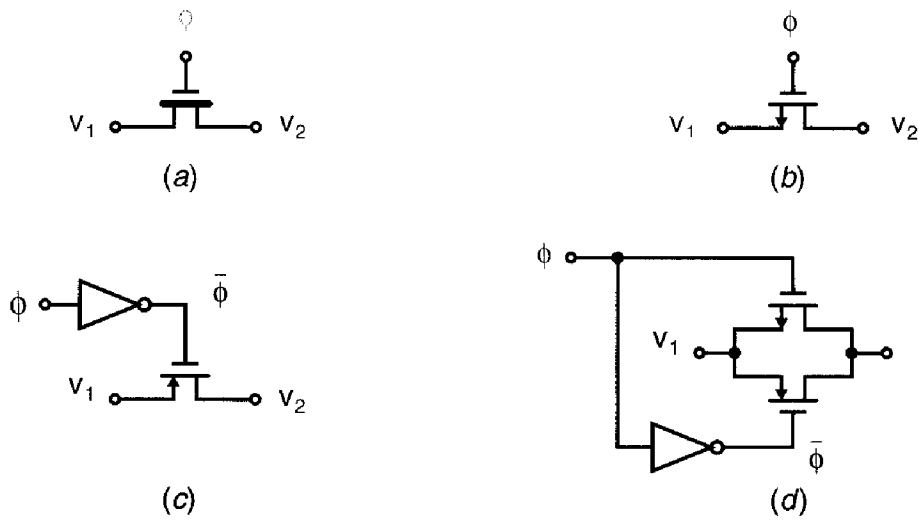 ϕ
V₁ V₂
(a)
ϕ
V₁ V₂
(b)
ϕ ϕ̄
V₁ V₂
(c)
ϕ
V₁
ϕ̄
(d)